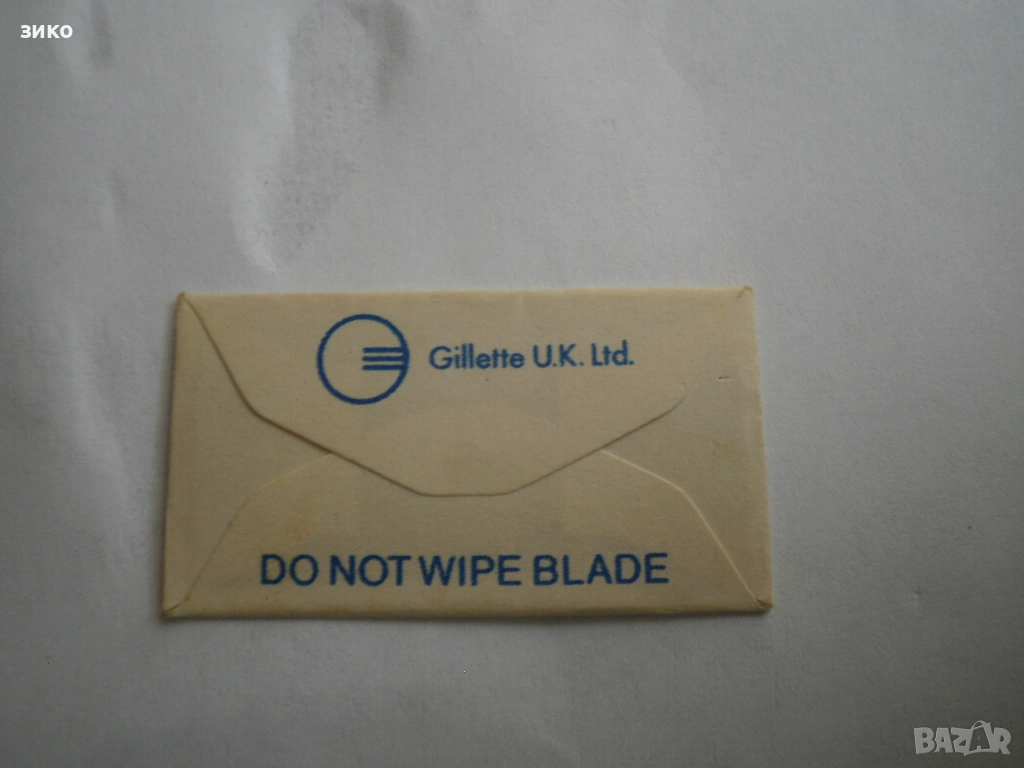 зико
Gillette U.K. Ltd.
DO NOT WIPE BLADE
BAZAR